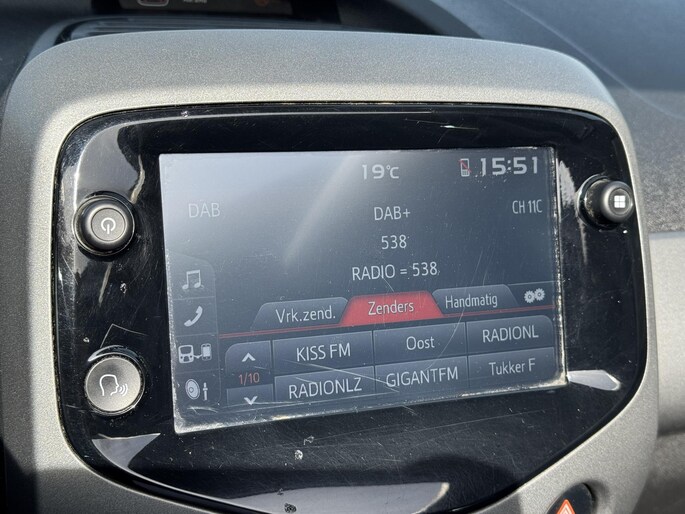 19°C 15:51
DAB DAB+ CH 11C
538
RADIO = 538
Vrk.zend. Zenders Handmatig
KISS FM Oost RADIONL
1/10
RADIONLZ GIGANTFM Tukker F